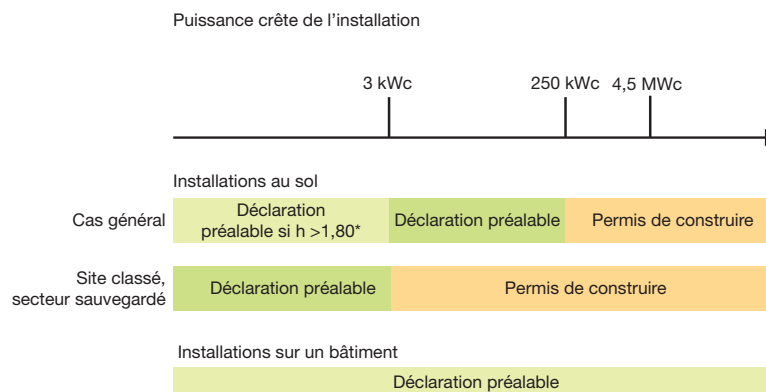 Puissance crête de l’installation
3 kWc
250 kWc
4,5 MWc
Installations au sol
Cas général
Déclaration
préalable si h >1,80*
Déclaration préalable
Permis de construire
Site classé,
secteur sauvegardé
Déclaration préalable
Permis de construire
Installations sur un bâtiment
Déclaration préalable